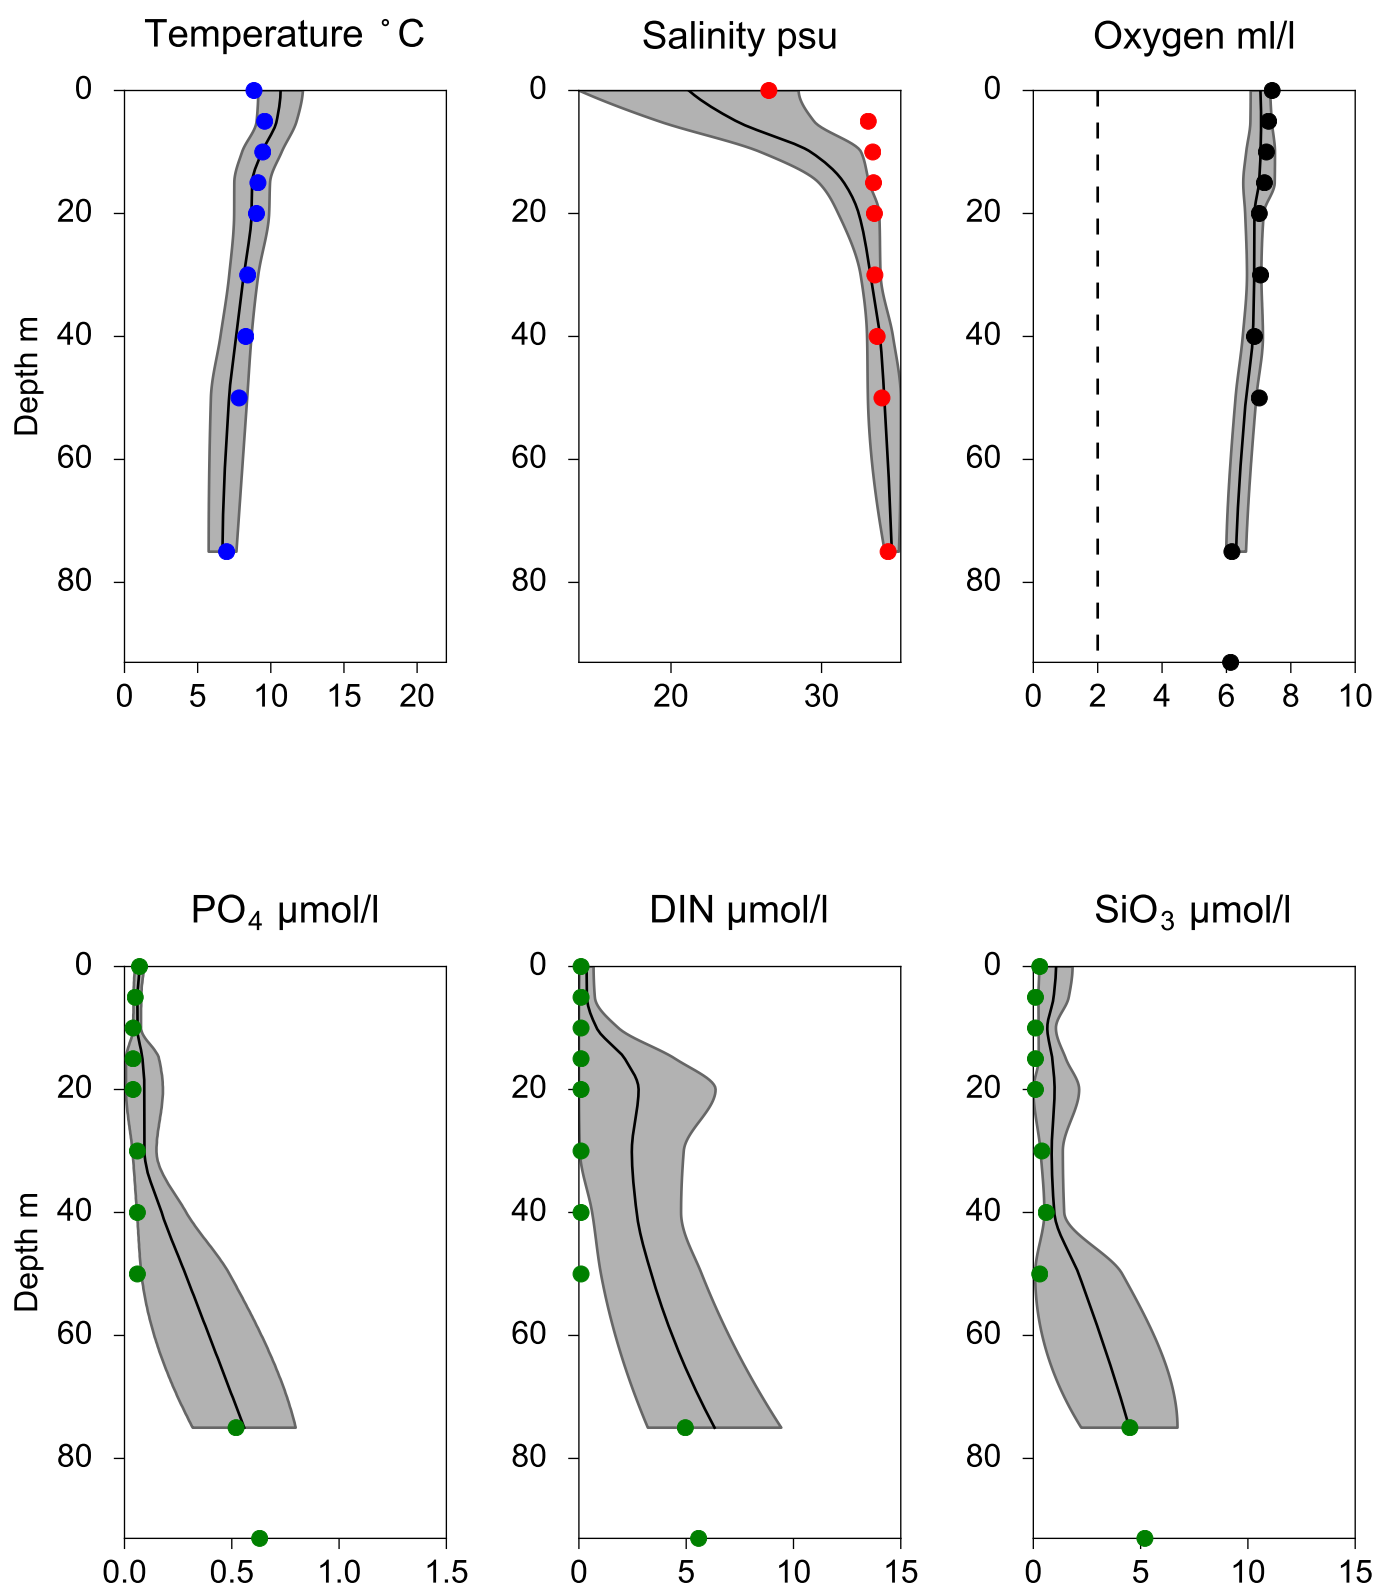 Temperature °C
Salinity psu
Oxygen ml/l
0
20
40
60
80
Depth m
0 5 10 15 20
0
20
40
60
80
20 30
0
20
40
60
80
0 2 4 6 8 10
PO₄ µmol/l
DIN µmol/l
SiO₃ µmol/l
0
20
40
60
80
Depth m
0.0 0.5 1.0 1.5
0
20
40
60
80
0 5 10 15
0
20
40
60
80
0 5 10 15